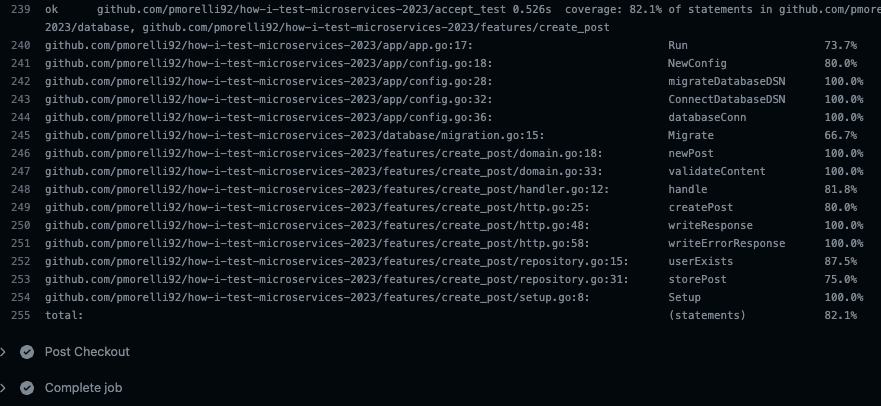 239 ok github.com/pmorelli92/how-i-test-microservices-2023/accept_test 0.526s coverage: 82.1% of statements in github.com/pmore
2023/database, github.com/pmorelli92/how-i-test-microservices-2023/features/create_post
240 github.com/pmorelli92/how-i-test-microservices-2023/app/app.go:17: Run 73.7%
241 github.com/pmorelli92/how-i-test-microservices-2023/app/config.go:18: NewConfig 80.0%
242 github.com/pmorelli92/how-i-test-microservices-2023/app/config.go:28: migrateDatabaseDSN 100.0%
243 github.com/pmorelli92/how-i-test-microservices-2023/app/config.go:32: ConnectDatabaseDSN 100.0%
244 github.com/pmorelli92/how-i-test-microservices-2023/app/config.go:36: databaseConn 100.0%
245 github.com/pmorelli92/how-i-test-microservices-2023/database/migration.go:15: Migrate 66.7%
246 github.com/pmorelli92/how-i-test-microservices-2023/features/create_post/domain.go:18: newPost 100.0%
247 github.com/pmorelli92/how-i-test-microservices-2023/features/create_post/domain.go:33: validateContent 100.0%
248 github.com/pmorelli92/how-i-test-microservices-2023/features/create_post/handler.go:12: handle 81.8%
249 github.com/pmorelli92/how-i-test-microservices-2023/features/create_post/http.go:25: createPost 80.0%
250 github.com/pmorelli92/how-i-test-microservices-2023/features/create_post/http.go:48: writeResponse 100.0%
251 github.com/pmorelli92/how-i-test-microservices-2023/features/create_post/http.go:58: writeErrorResponse 100.0%
252 github.com/pmorelli92/how-i-test-microservices-2023/features/create_post/repository.go:15: userExists 87.5%
253 github.com/pmorelli92/how-i-test-microservices-2023/features/create_post/repository.go:31: storePost 75.0%
254 github.com/pmorelli92/how-i-test-microservices-2023/features/create_post/setup.go:8: Setup 100.0%
255 total: (statements) 82.1%
Post Checkout
Complete job